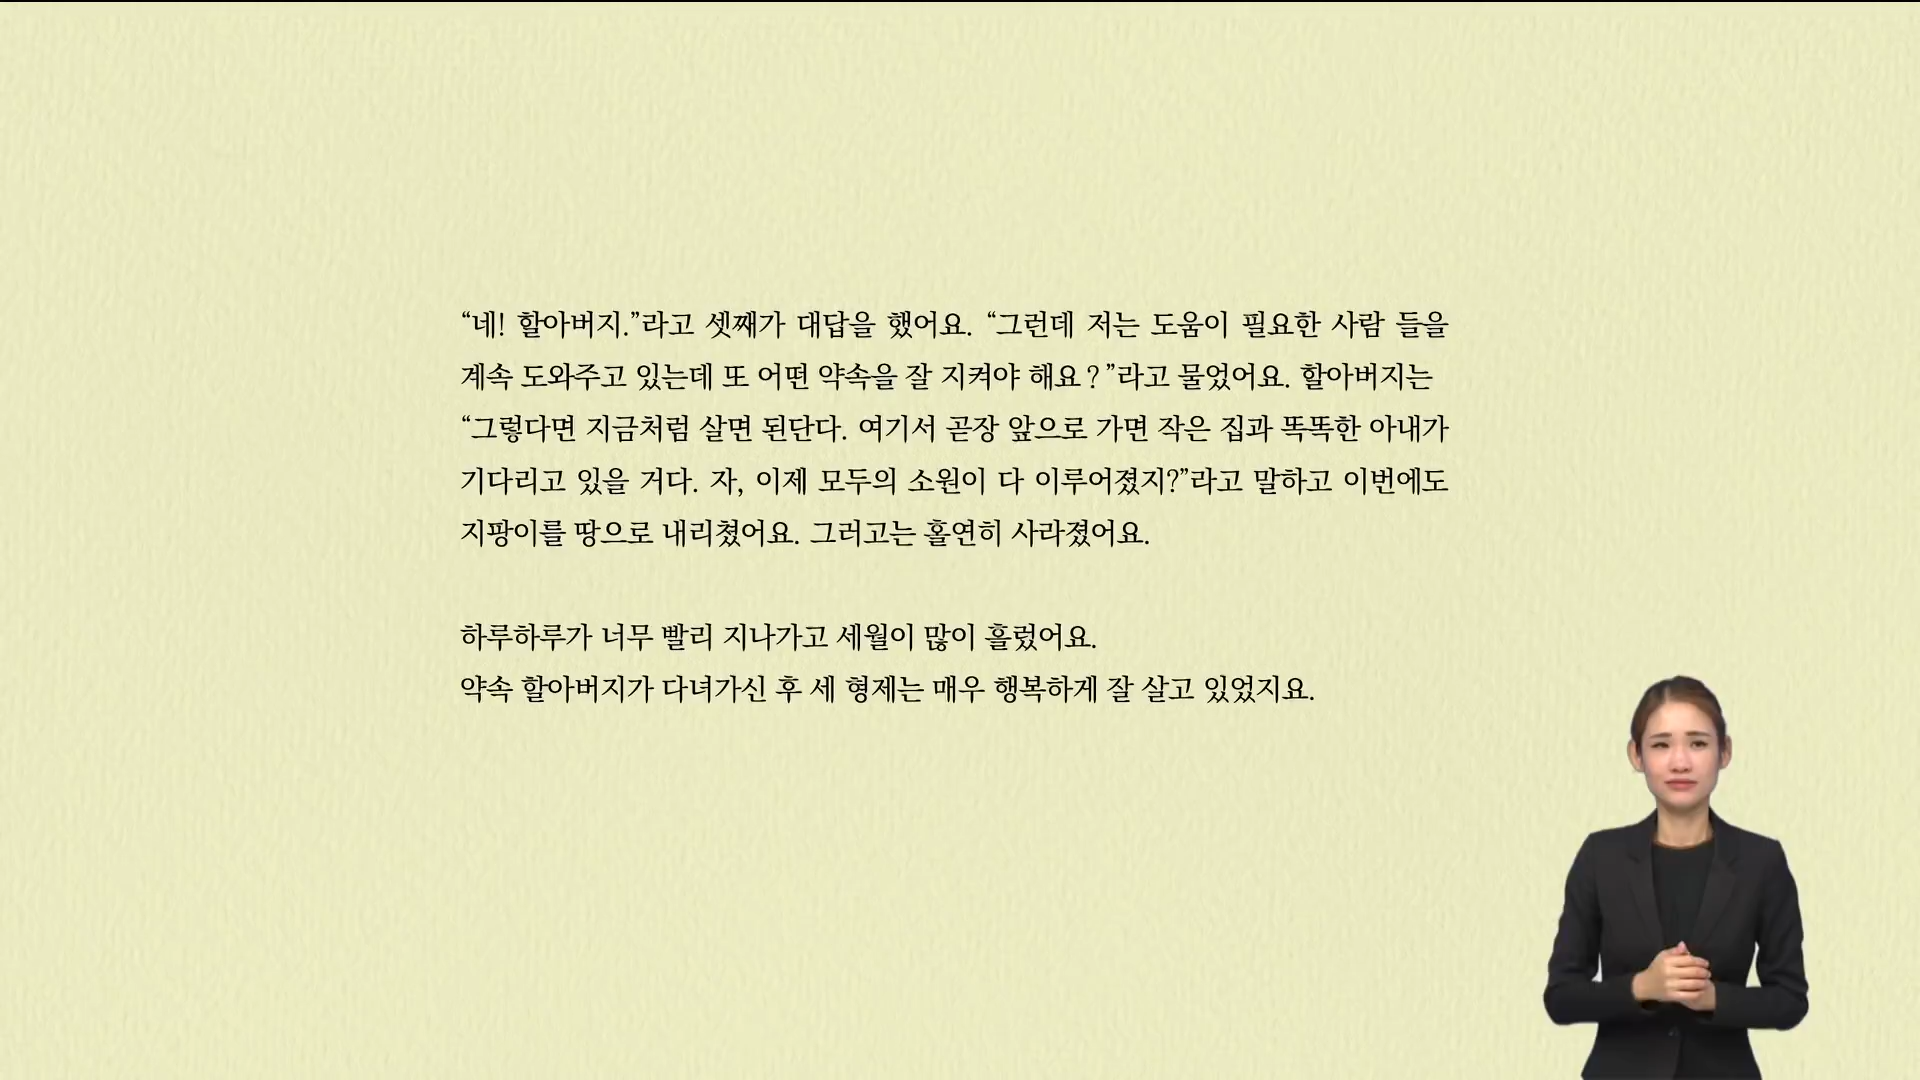 “네! 할아버지.”라고 셋째가 대답을 했어요. “그런데 저는 도움이 필요한 사람 들을
계속 도와주고 있는데 또 어떤 약속을 잘 지켜야 해요?”라고 물었어요. 할아버지는
“그렇다면 지금처럼 살면 된단다. 여기서 곧장 앞으로 가면 작은 집과 똑똑한 아내가
기다리고 있을 거다. 자, 이제 모두의 소원이 다 이루어졌지?”라고 말하고 이번에도
지팡이를 땅으로 내리쳤어요. 그러고는 홀연히 사라졌어요.
하루하루가 너무 빨리 지나가고 세월이 많이 흘렀어요.
약속 할아버지가 다녀가신 후 세 형제는 매우 행복하게 잘 살고 있었지요.